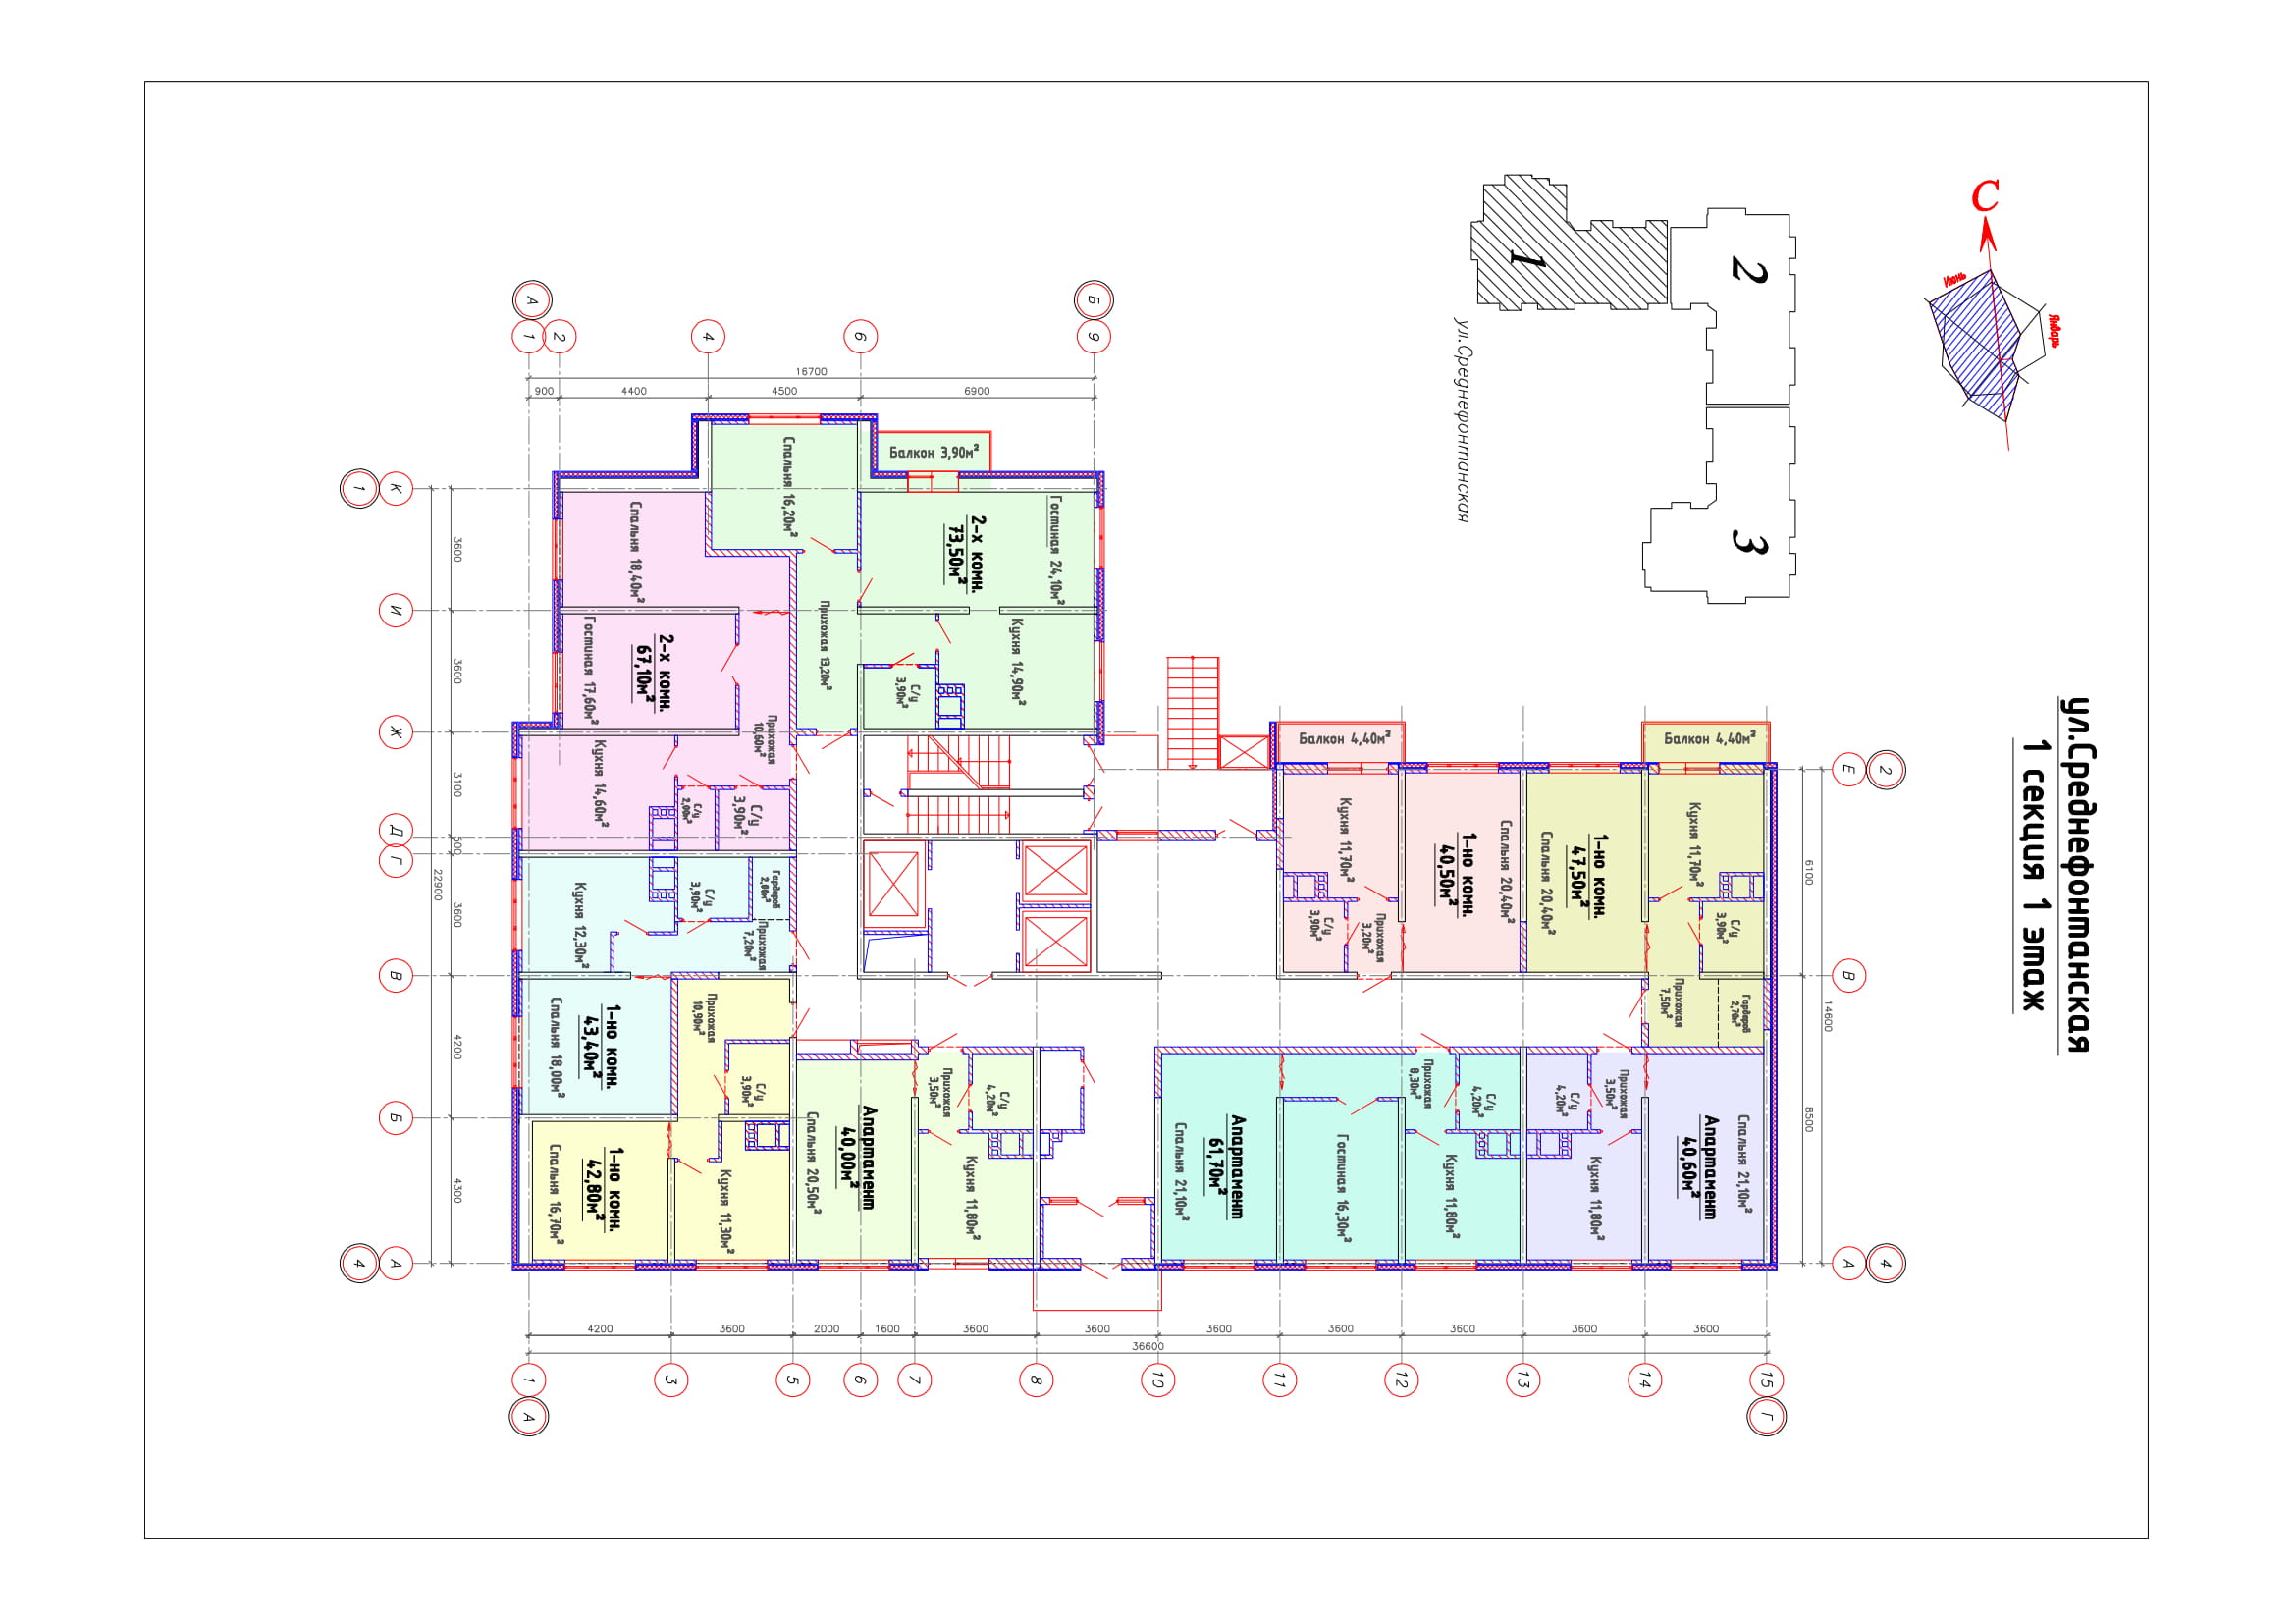 ул.Среднефонтанская
1 секция 1 этаж
С
Июнь
Январь
1
2
3
ул.Среднефонтанская
А
Б
1
2
4
6
9
16700
900
4400
4500
6900
1
К
И
Ж
Д
Г
В
Б
4
А
3600
3600
3100
500
3600
4200
4300
22900
Спальня 16,20м²
Балкон 3,90м²
2-х комн.
73,50м²
Гостиная 24,10м²
Прихожая 13,20м²
Кухня 14,90м²
С/у
3,90м²
Спальня 18,40м²
2-х комн.
67,10м²
Гостиная 17,60м²
Прихожая
10,60м²
Кухня 14,60м²
С/у
2,00м²
С/у
3,90м²
Кухня 12,30м²
С/у
3,90м²
Гардероб
2,00м²
Прихожая
7,20м²
1-но комн.
43,40м²
Спальня 18,00м²
Прихожая
10,90м²
С/у
3,90м²
1-но комн.
42,80м²
Спальня 16,70м²
Кухня 11,30м²
Апартамент
40,00м²
Спальня 20,50м²
Прихожая
3,50м²
С/у
4,20м²
Кухня 11,80м²
Балкон 4,40м²
Кухня 11,70м²
С/у
3,90м²
Прихожая
3,20м²
1-но комн.
40,50м²
Спальня 20,40м²
1-но комн.
47,50м²
Спальня 20,40м²
Балкон 4,40м²
Кухня 11,70м²
С/у
3,90м²
Прихожая
7,50м²
Гардероб
2,70м²
Апартамент
61,70м²
Спальня 21,10м²
Гостиная 16,30м²
Прихожая
8,30м²
С/у
4,20м²
Кухня 11,80м²
С/у
4,20м²
Прихожая
3,50м²
Кухня 11,80м²
Апартамент
40,60м²
Спальня 21,10м²
Е
2
В
А
4
6100
8500
14600
4200
3600
2000
1600
3600
3600
3600
3600
3600
3600
3600
36600
1
3
5
6
7
8
10
11
12
13
14
15
А
Г